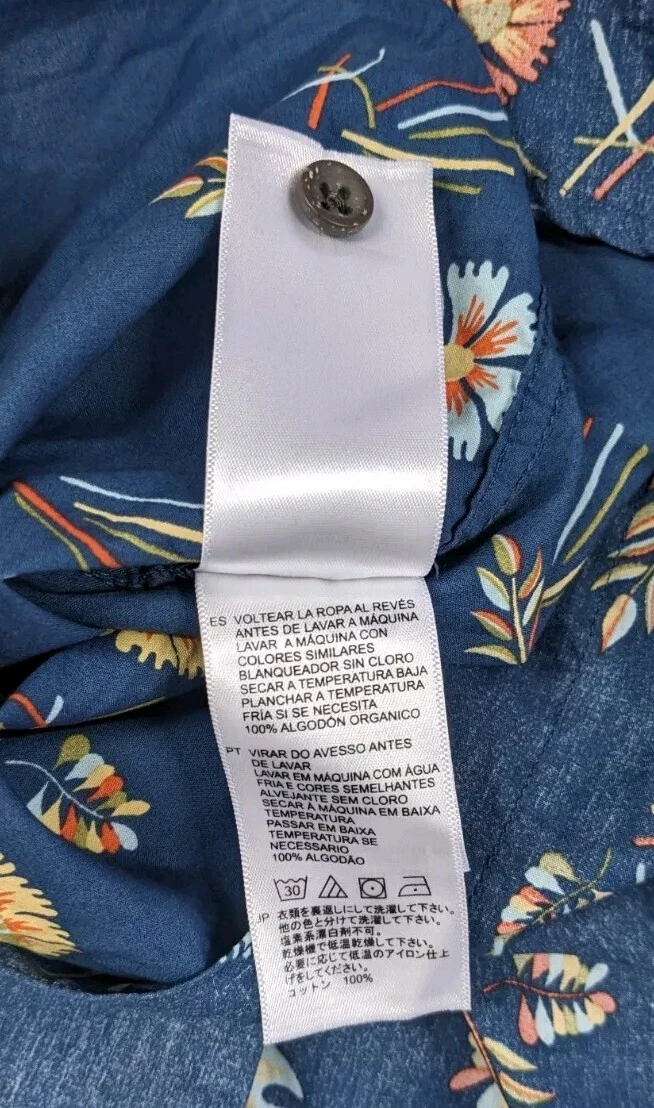 ES VOLTEAR LA ROPA AL REVÉS
ANTES DE LAVAR A MÁQUINA
LAVAR A MÁQUINA CON
COLORES SIMILARES
BLANQUEADOR SIN CLORO
SECAR A TEMPERATURA BAJA
PLANCHAR A TEMPERATURA
FRÍA SI SE NECESITA
100% ALGODÓN ORGANICO
PT VIRAR DO AVESSO ANTES
DE LAVAR
LAVAR EM MÁQUINA COM ÁGUA
FRIA E CORES SEMELHANTES
ALVEJANTE SEM CLORO
SECAR À MÁQUINA EM BAIXA
TEMPERATURA
PASSAR EM BAIXA
TEMPERATURA SE
NECESSARIO
100% ALGODÃO
30
JP 衣類を裏返しにして洗濯して下さい。
他の色と分けて洗濯して下さい。
塩素系漂白剤不可。
乾燥機で低温乾燥して下さい。
必要に応じて低温のアイロン仕上
げをしてください。
コットン 100%